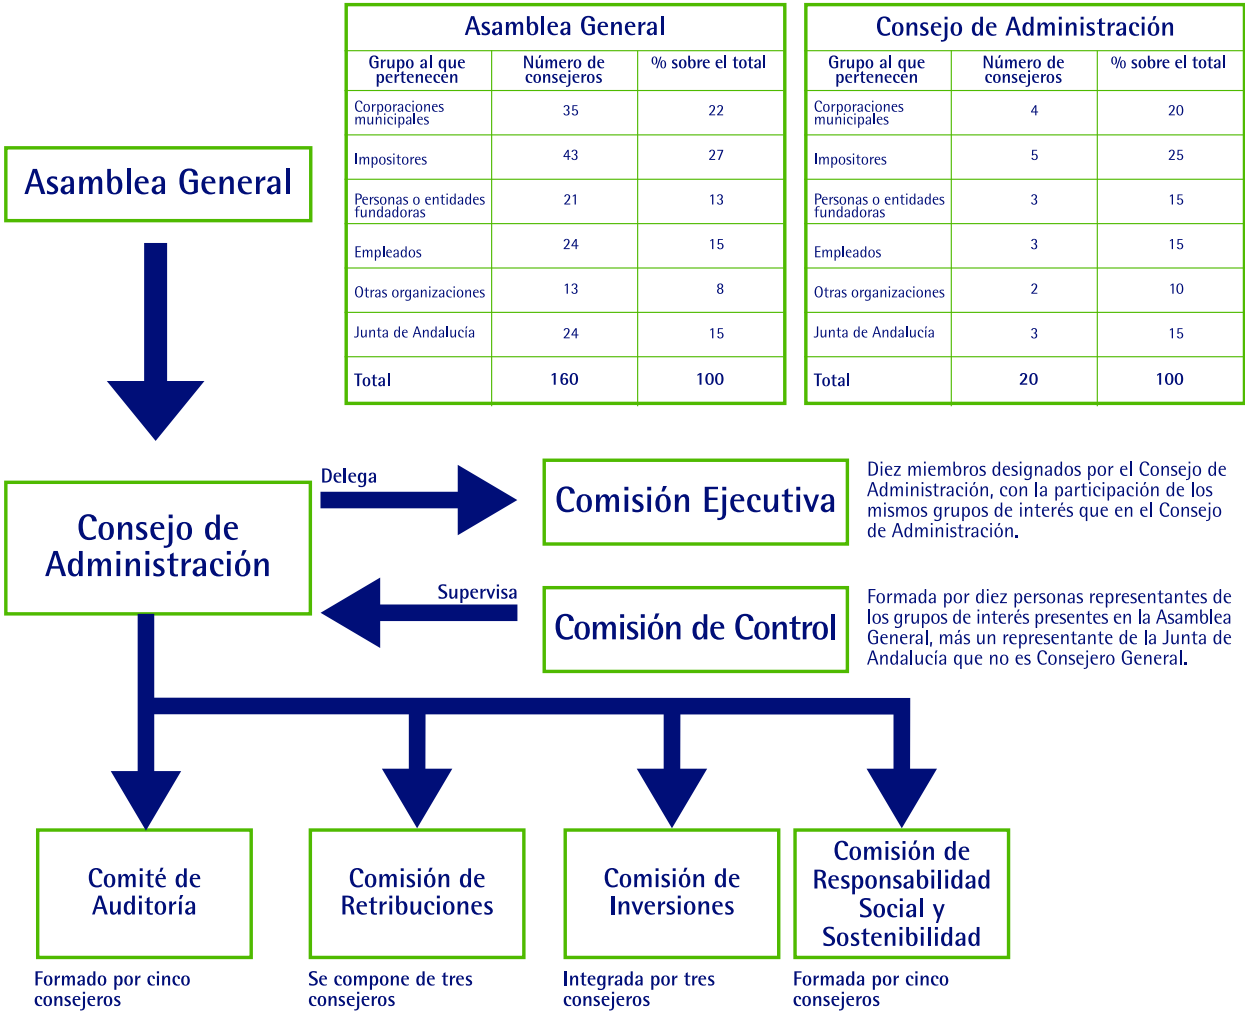 Asamblea General
Grupo al que pertenecen
Número de consejeros
% sobre el total
Corporaciones municipales 35 22
Impositores 43 27
Personas o entidades fundadoras 21 13
Empleados 24 15
Otras organizaciones 13 8
Junta de Andalucía 24 15
Total 160 100
Consejo de Administración
Grupo al que pertenecen
Número de consejeros
% sobre el total
Corporaciones municipales 4 20
Impositores 5 25
Personas o entidades fundadoras 3 15
Empleados 3 15
Otras organizaciones 2 10
Junta de Andalucía 3 15
Total 20 100
Asamblea General
Consejo de
Administración
Delega
Comisión Ejecutiva
Diez miembros designados por el Consejo de
Administración, con la participación de los
mismos grupos de interés que en el Consejo
de Administración.
Supervisa
Comisión de Control
Formada por diez personas representantes de
los grupos de interés presentes en la Asamblea
General, más un representante de la Junta de
Andalucía que no es Consejero General.
Comité de
Auditoría
Formado por cinco
consejeros
Comisión de
Retribuciones
Se compone de tres
consejeros
Comisión de
Inversiones
Integrada por tres
consejeros
Comisión de
Responsabilidad
Social y
Sostenibilidad
Formada por cinco
consejeros